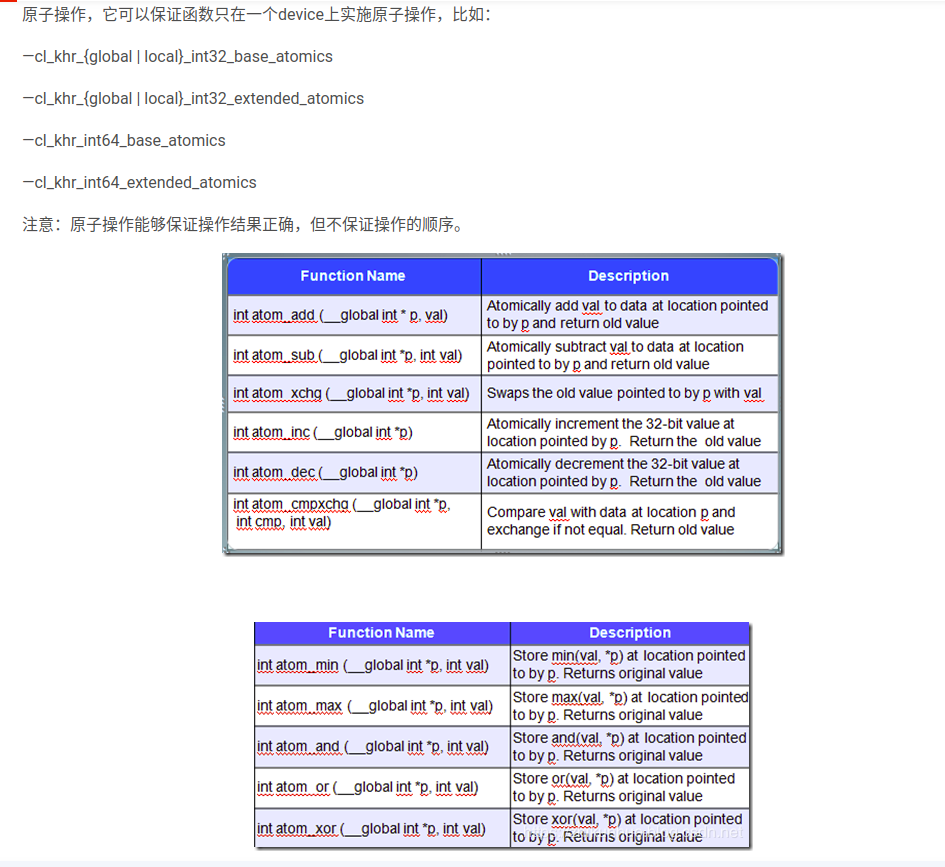 原子操作，它可以保证函数只在一个device上实施原子操作，比如：
—cl_khr_{global | local}_int32_base_atomics
—cl_khr_{global | local}_int32_extended_atomics
—cl_khr_int64_base_atomics
—cl_khr_int64_extended_atomics
注意：原子操作能够保证操作结果正确，但不保证操作的顺序。
Function Name Description
int atom_add (__global int * p, val) Atomically add val to data at location pointed
to by p and return old value
int atom_sub (__global int *p, int val) Atomically subtract val to data at location
pointed to by p and return old value
int atom_xchg (__global int *p, int val) Swaps the old value pointed to by p with val
int atom_inc (__global int *p) Atomically increment the 32-bit value at
location pointed by p. Return the old value
int atom_dec (__global int *p) Atomically decrement the 32-bit value at
location pointed by p. Return the old value
int atom_cmpxchg (__global int *p,
int cmp, int val) Compare val with data at location p and
exchange if not equal. Return old value
Function Name Description
int atom_min (__global int *p, int val) Store min(val, *p) at location pointed
to by p. Returns original value
int atom_max (__global int *p, int val) Store max(val, *p) at location pointed
to by p. Returns original value
int atom_and (__global int *p, int val) Store and(val, *p) at location pointed
to by p. Returns original value
int atom_or (__global int *p, int val) Store or(val, *p) at location pointed
to by p. Returns original value
int atom_xor (__global int *p, int val) Store xor(val, *p) at location pointed
to by p. Returns original value